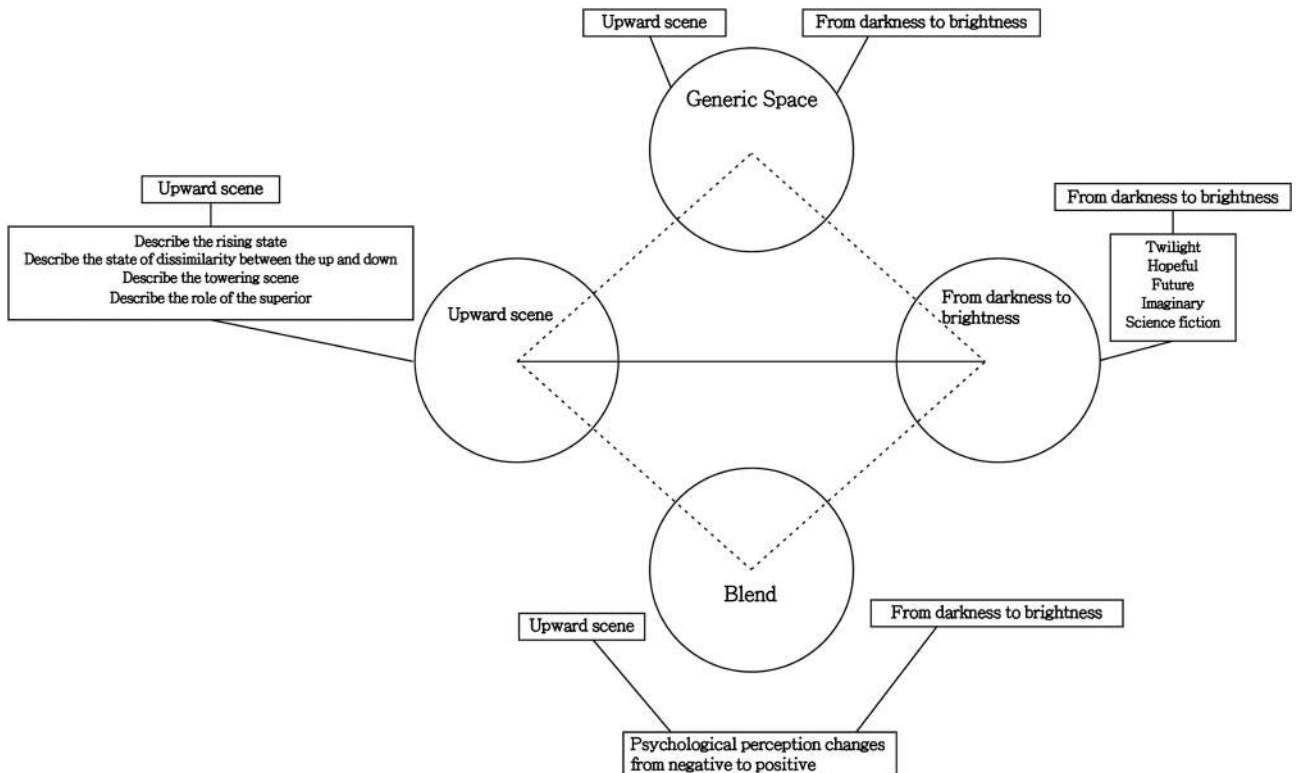 Upward scene
From darkness to brightness
Generic Space
Upward scene
Describe the rising state
Describe the state of dissimilarity between the up and down
Describe the towering scene
Describe the role of the superior
From darkness to brightness
Twilight
Hopeful
Future
Imaginary
Science fiction
Upward scene
From darkness to
brightness
Blend
Upward scene
From darkness to brightness
Psychological perception changes
from negative to positive